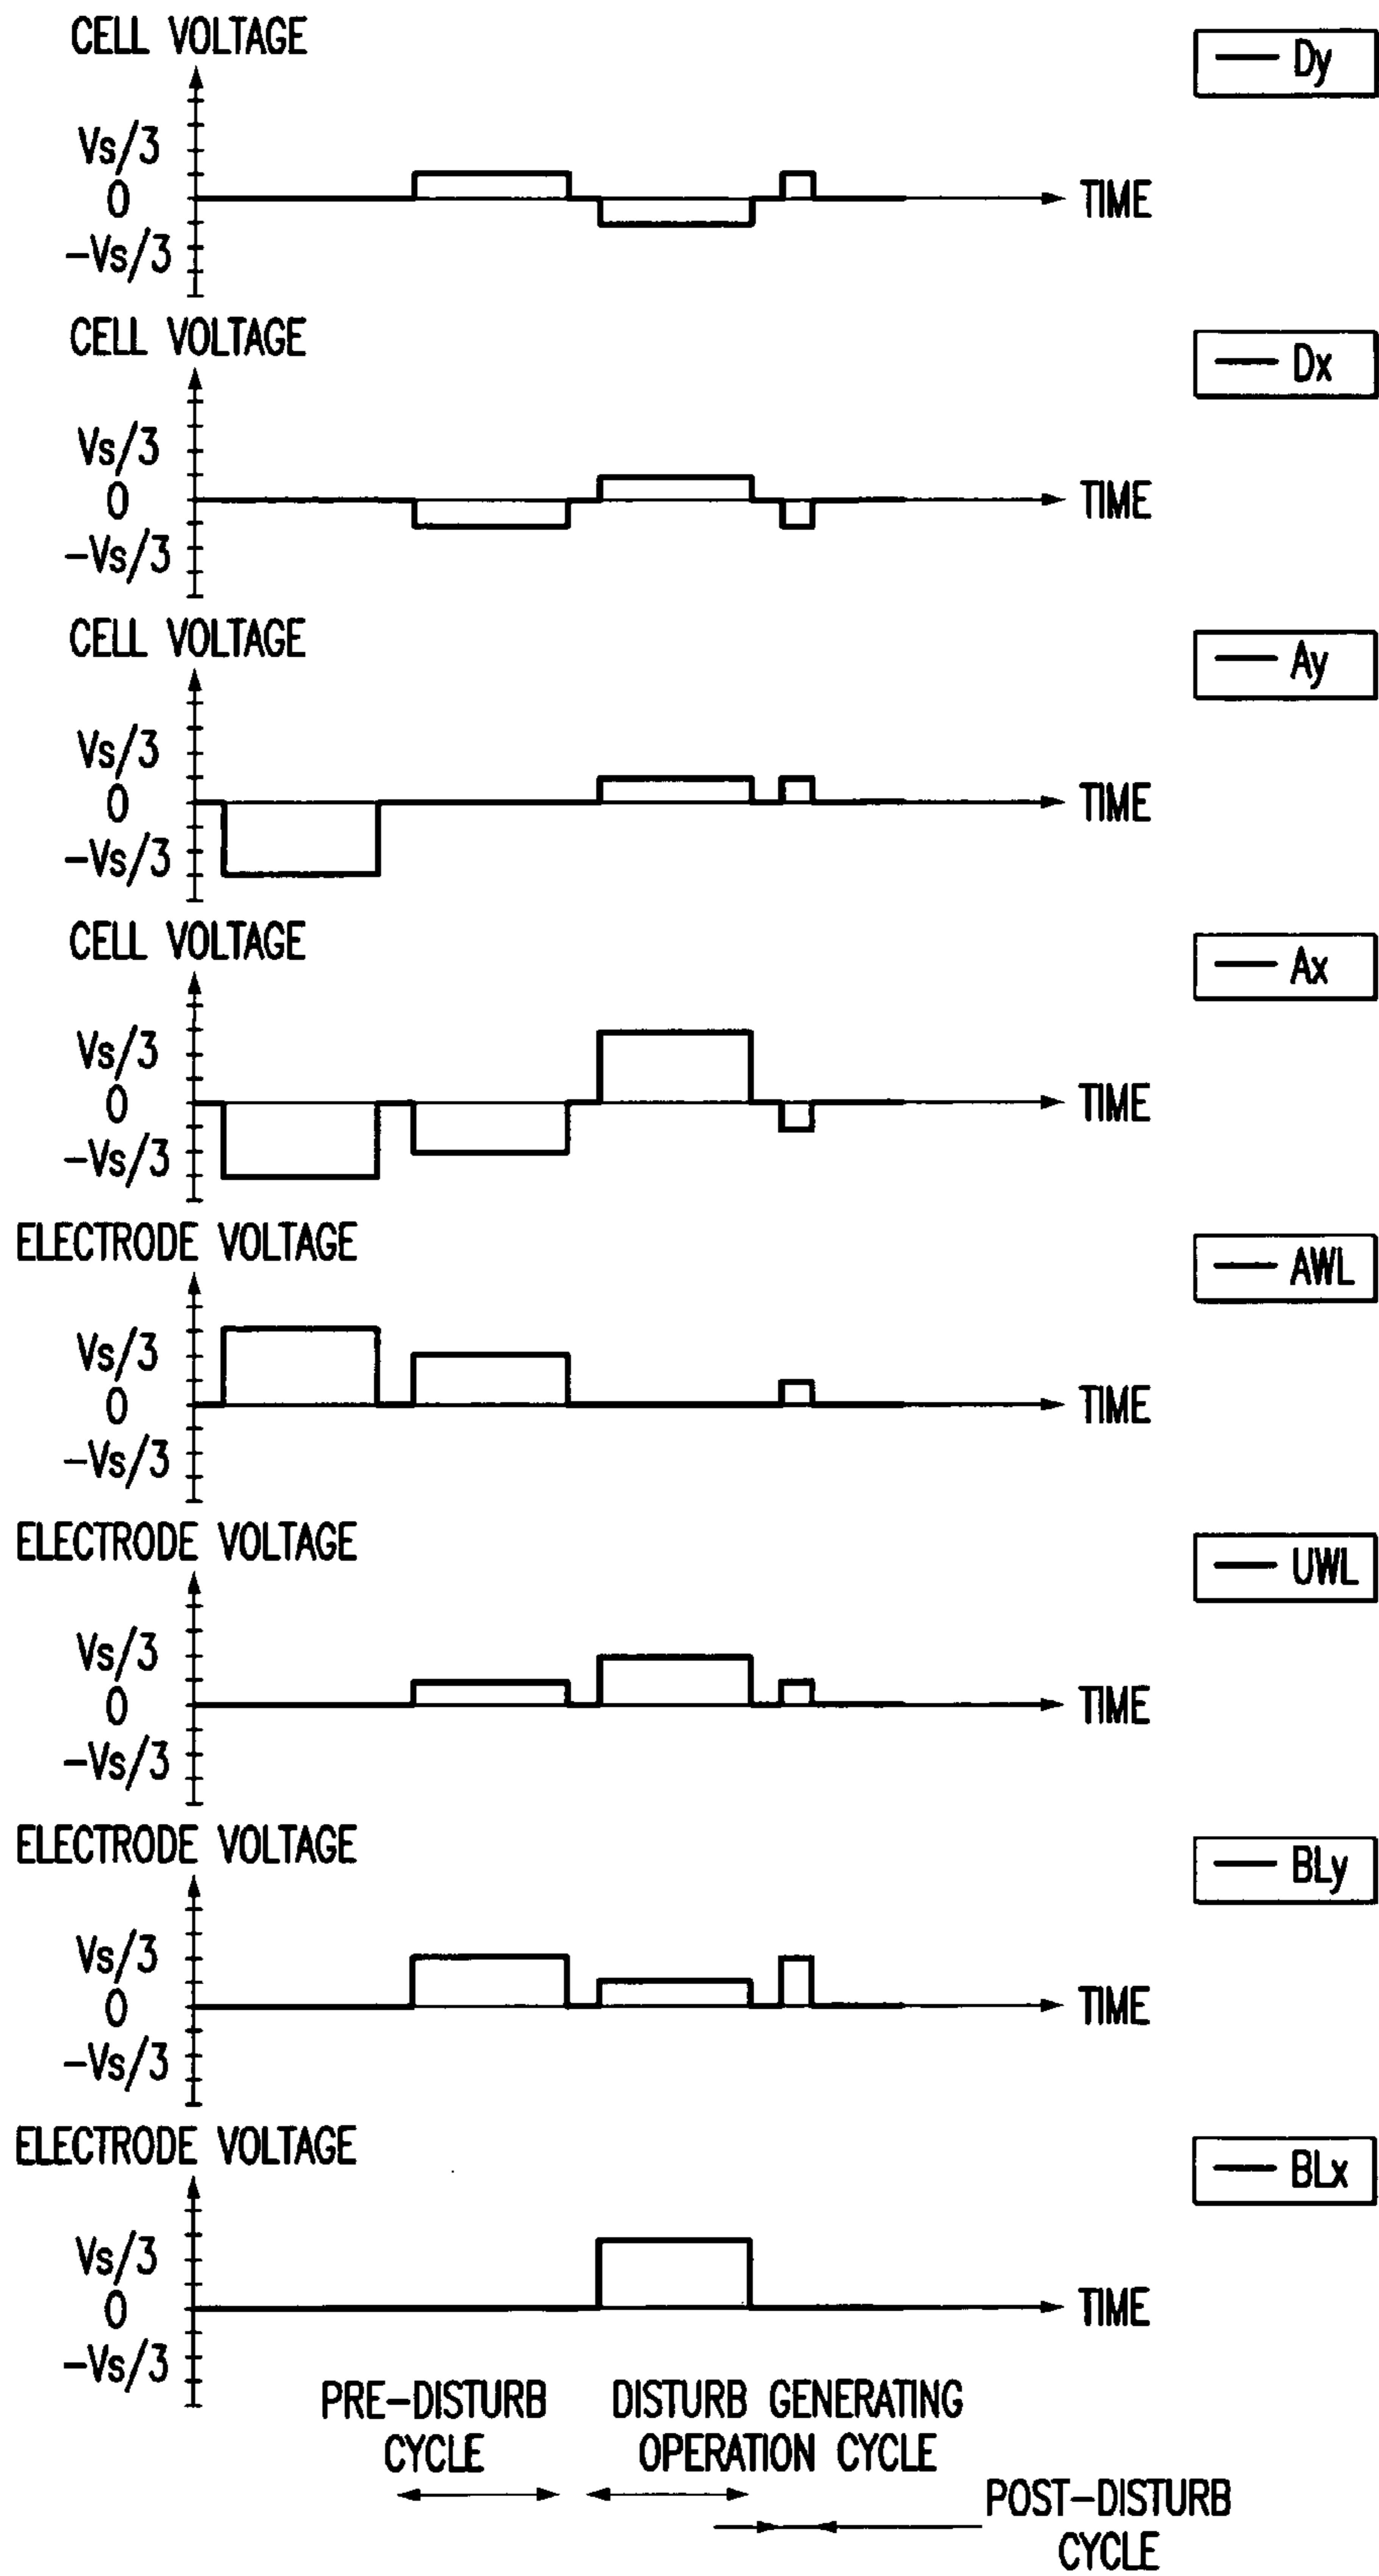 CELL VOLTAGE
Dy
Vs/3
0
-Vs/3
TIME
CELL VOLTAGE
Dx
Vs/3
0
-Vs/3
TIME
CELL VOLTAGE
Ay
Vs/3
0
-Vs/3
TIME
CELL VOLTAGE
Ax
Vs/3
0
-Vs/3
TIME
ELECTRODE VOLTAGE
AWL
Vs/3
0
-Vs/3
TIME
ELECTRODE VOLTAGE
UWL
Vs/3
0
-Vs/3
TIME
ELECTRODE VOLTAGE
BLy
Vs/3
0
-Vs/3
TIME
ELECTRODE VOLTAGE
BLx
Vs/3
0
-Vs/3
TIME
PRE-DISTURB
CYCLE
DISTURB GENERATING
OPERATION CYCLE
POST-DISTURB
CYCLE